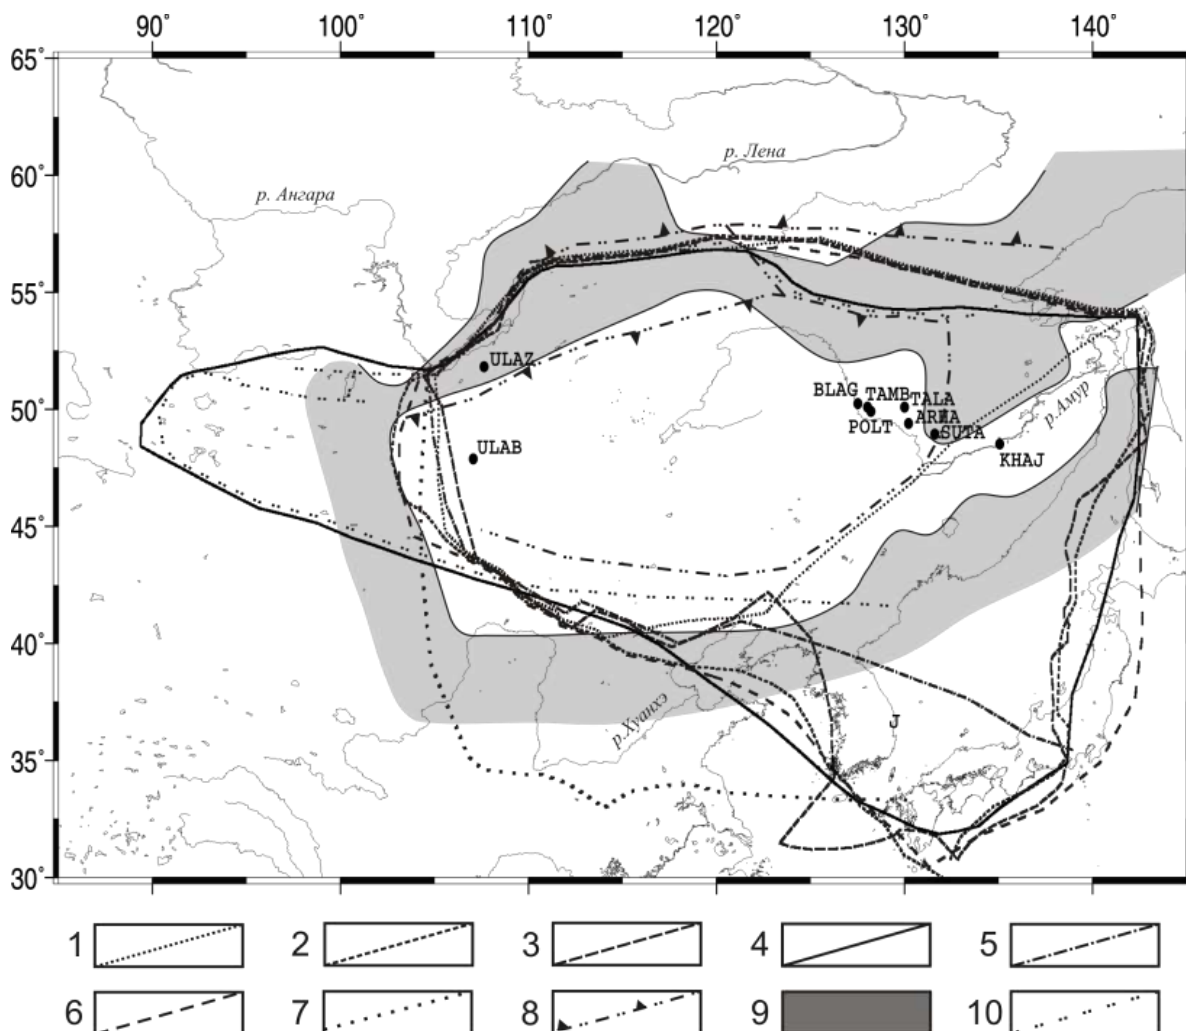 90° 100° 110° 120° 130° 140°
65°
60°
55°
50°
45°
40°
35°
30°
р. Лена
р. Ангара
ULAZ
BLAG TAMB TALA
POLT ARHA
SUTA
KHAJ
ULAB
р.Амур
р.Хуанхэ
J
1 2 3 4 5
6 7 8 9 10